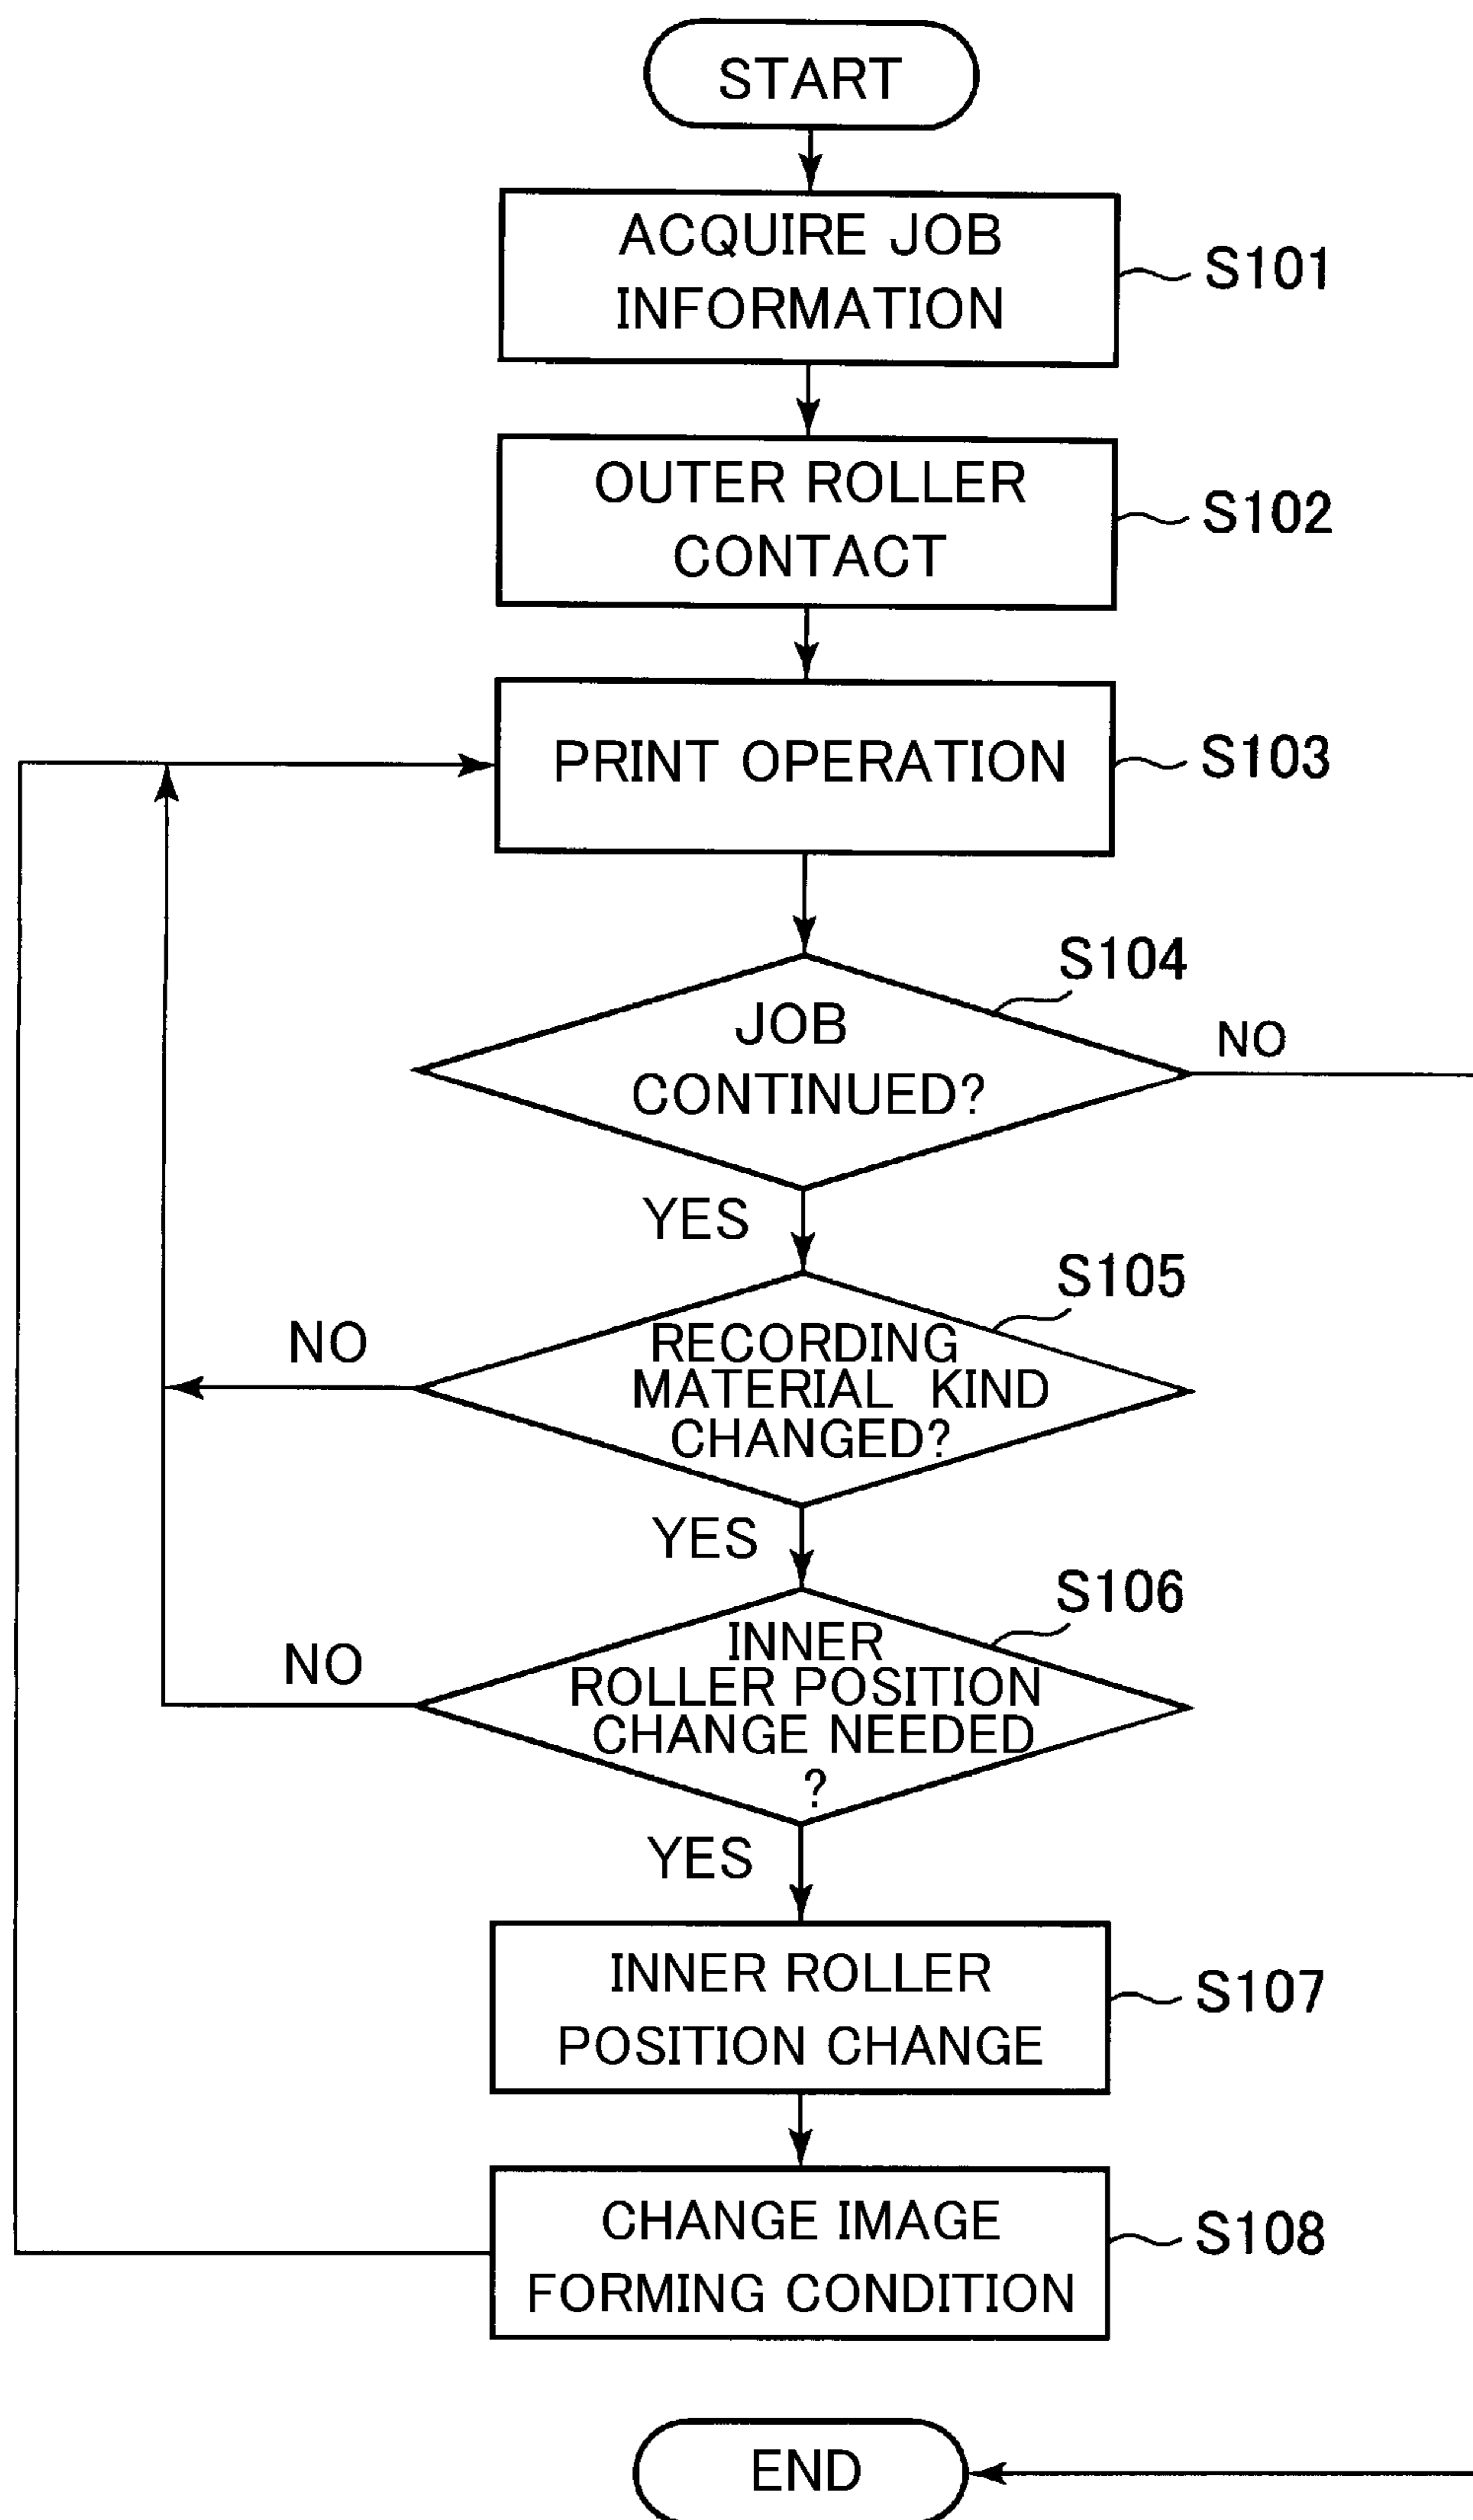 START
ACQUIRE JOB
INFORMATION
S101
OUTER ROLLER
CONTACT
S102
PRINT OPERATION
S103
S104
JOB
CONTINUED?
NO
YES
S105
RECORDING
MATERIAL KIND
CHANGED?
NO
YES
S106
INNER
ROLLER POSITION
CHANGE NEEDED
?
NO
YES
INNER ROLLER
POSITION CHANGE
S107
CHANGE IMAGE
FORMING CONDITION
S108
END